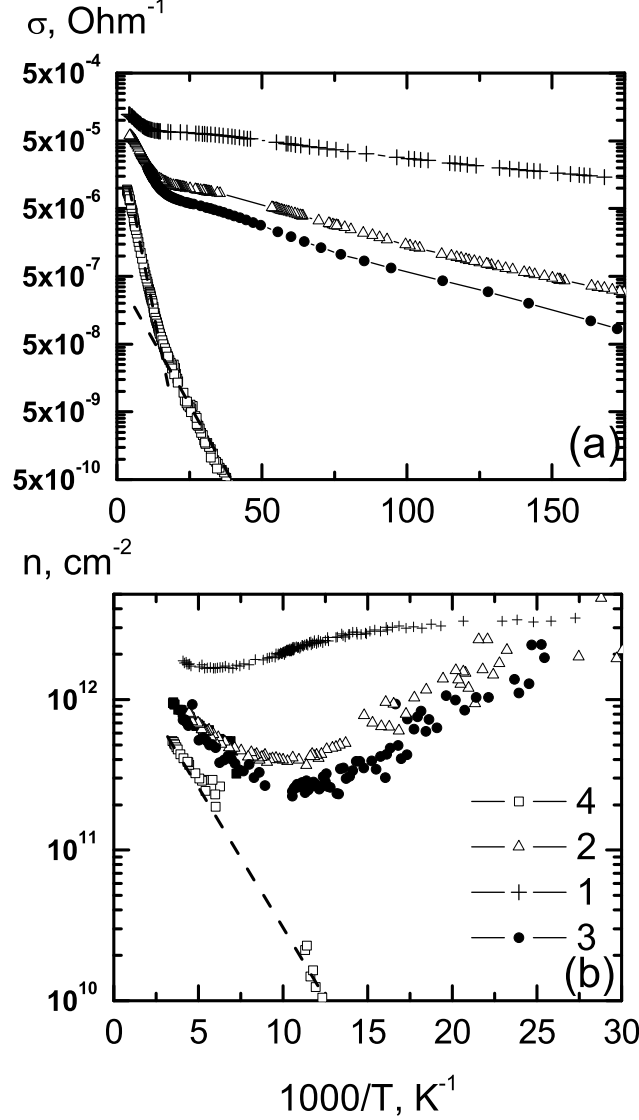 σ, Ohm⁻¹
5x10⁻⁴
5x10⁻⁵
5x10⁻⁶
5x10⁻⁷
5x10⁻⁸
5x10⁻⁹
5x10⁻¹⁰
(a)
0 50 100 150
n, cm⁻²
10¹²
10¹¹
10¹⁰
4
2
1
3
(b)
0 5 10 15 20 25 30
1000/T, K⁻¹